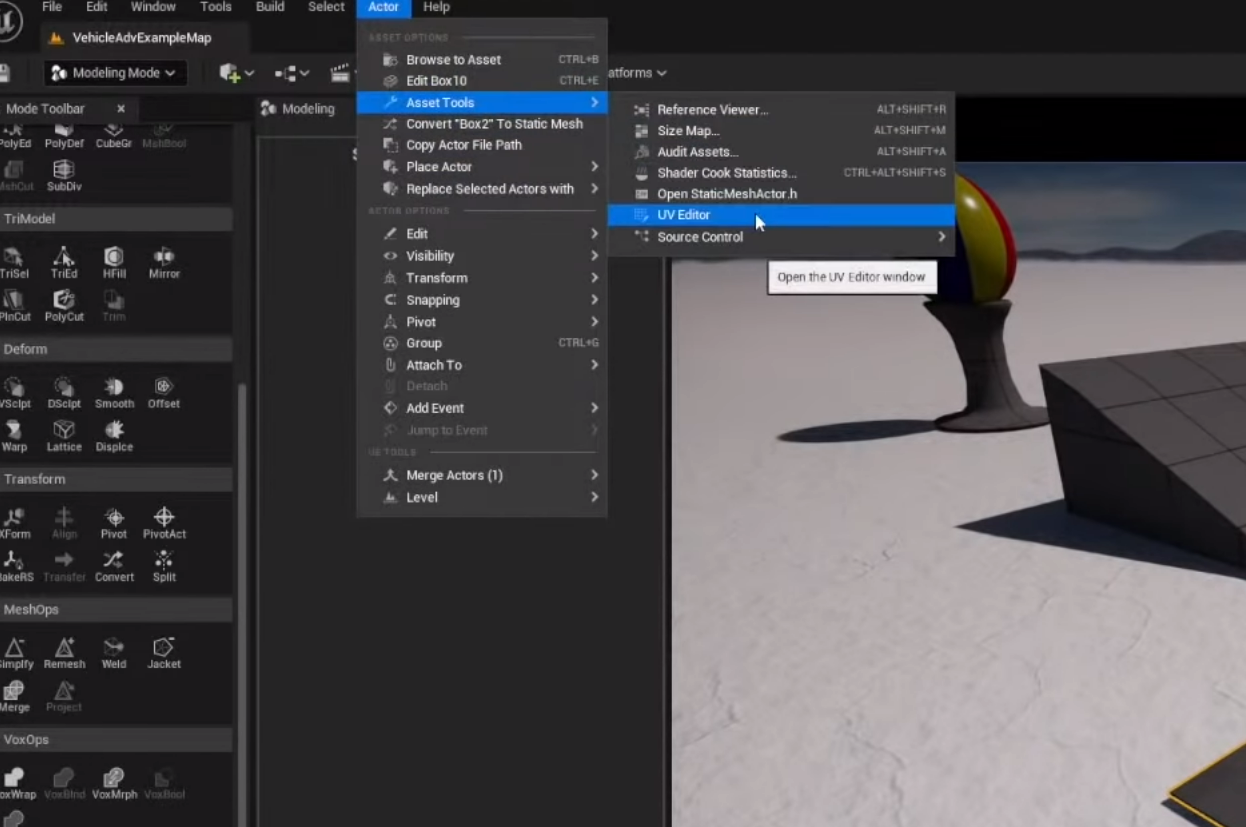 File Edit Window Tools Build Select Actor Help
VehicleAdvExampleMap
Modeling Mode
atforms
Mode Toolbar
Modeling
PolyEd PolyDef CubeGr MshBool
MshCut SubDiv
TriModel
TriSel TriEd HFill Mirror
PlnCut PolyCut Trim
Deform
VSclpt DSclpt Smooth Offset
Warp Lattice Displce
Transform
XForm Align Pivot PivotAct
BakeRS Transfer Convert Split
MeshOps
Simplfy Remesh Weld Jacket
Merge Project
VoxOps
VoxWrap VoxBlnd VoxMrph VoxBool
ASSET OPTIONS
Browse to Asset CTRL+B
Edit Box10 CTRL+E
Asset Tools
Convert "Box2" To Static Mesh
Copy Actor File Path
Place Actor
Replace Selected Actors with
ACTOR OPTIONS
Edit
Visibility
Transform
Snapping
Pivot
Group CTRL+G
Attach To
Detach
Add Event
Jump to Event
UE TOOLS
Merge Actors (1)
Level
Reference Viewer... ALT+SHIFT+R
Size Map... ALT+SHIFT+M
Audit Assets... ALT+SHIFT+A
Shader Cook Statistics... CTRL+ALT+SHIFT+S
Open StaticMeshActor.h
UV Editor
Source Control
Open the UV Editor window